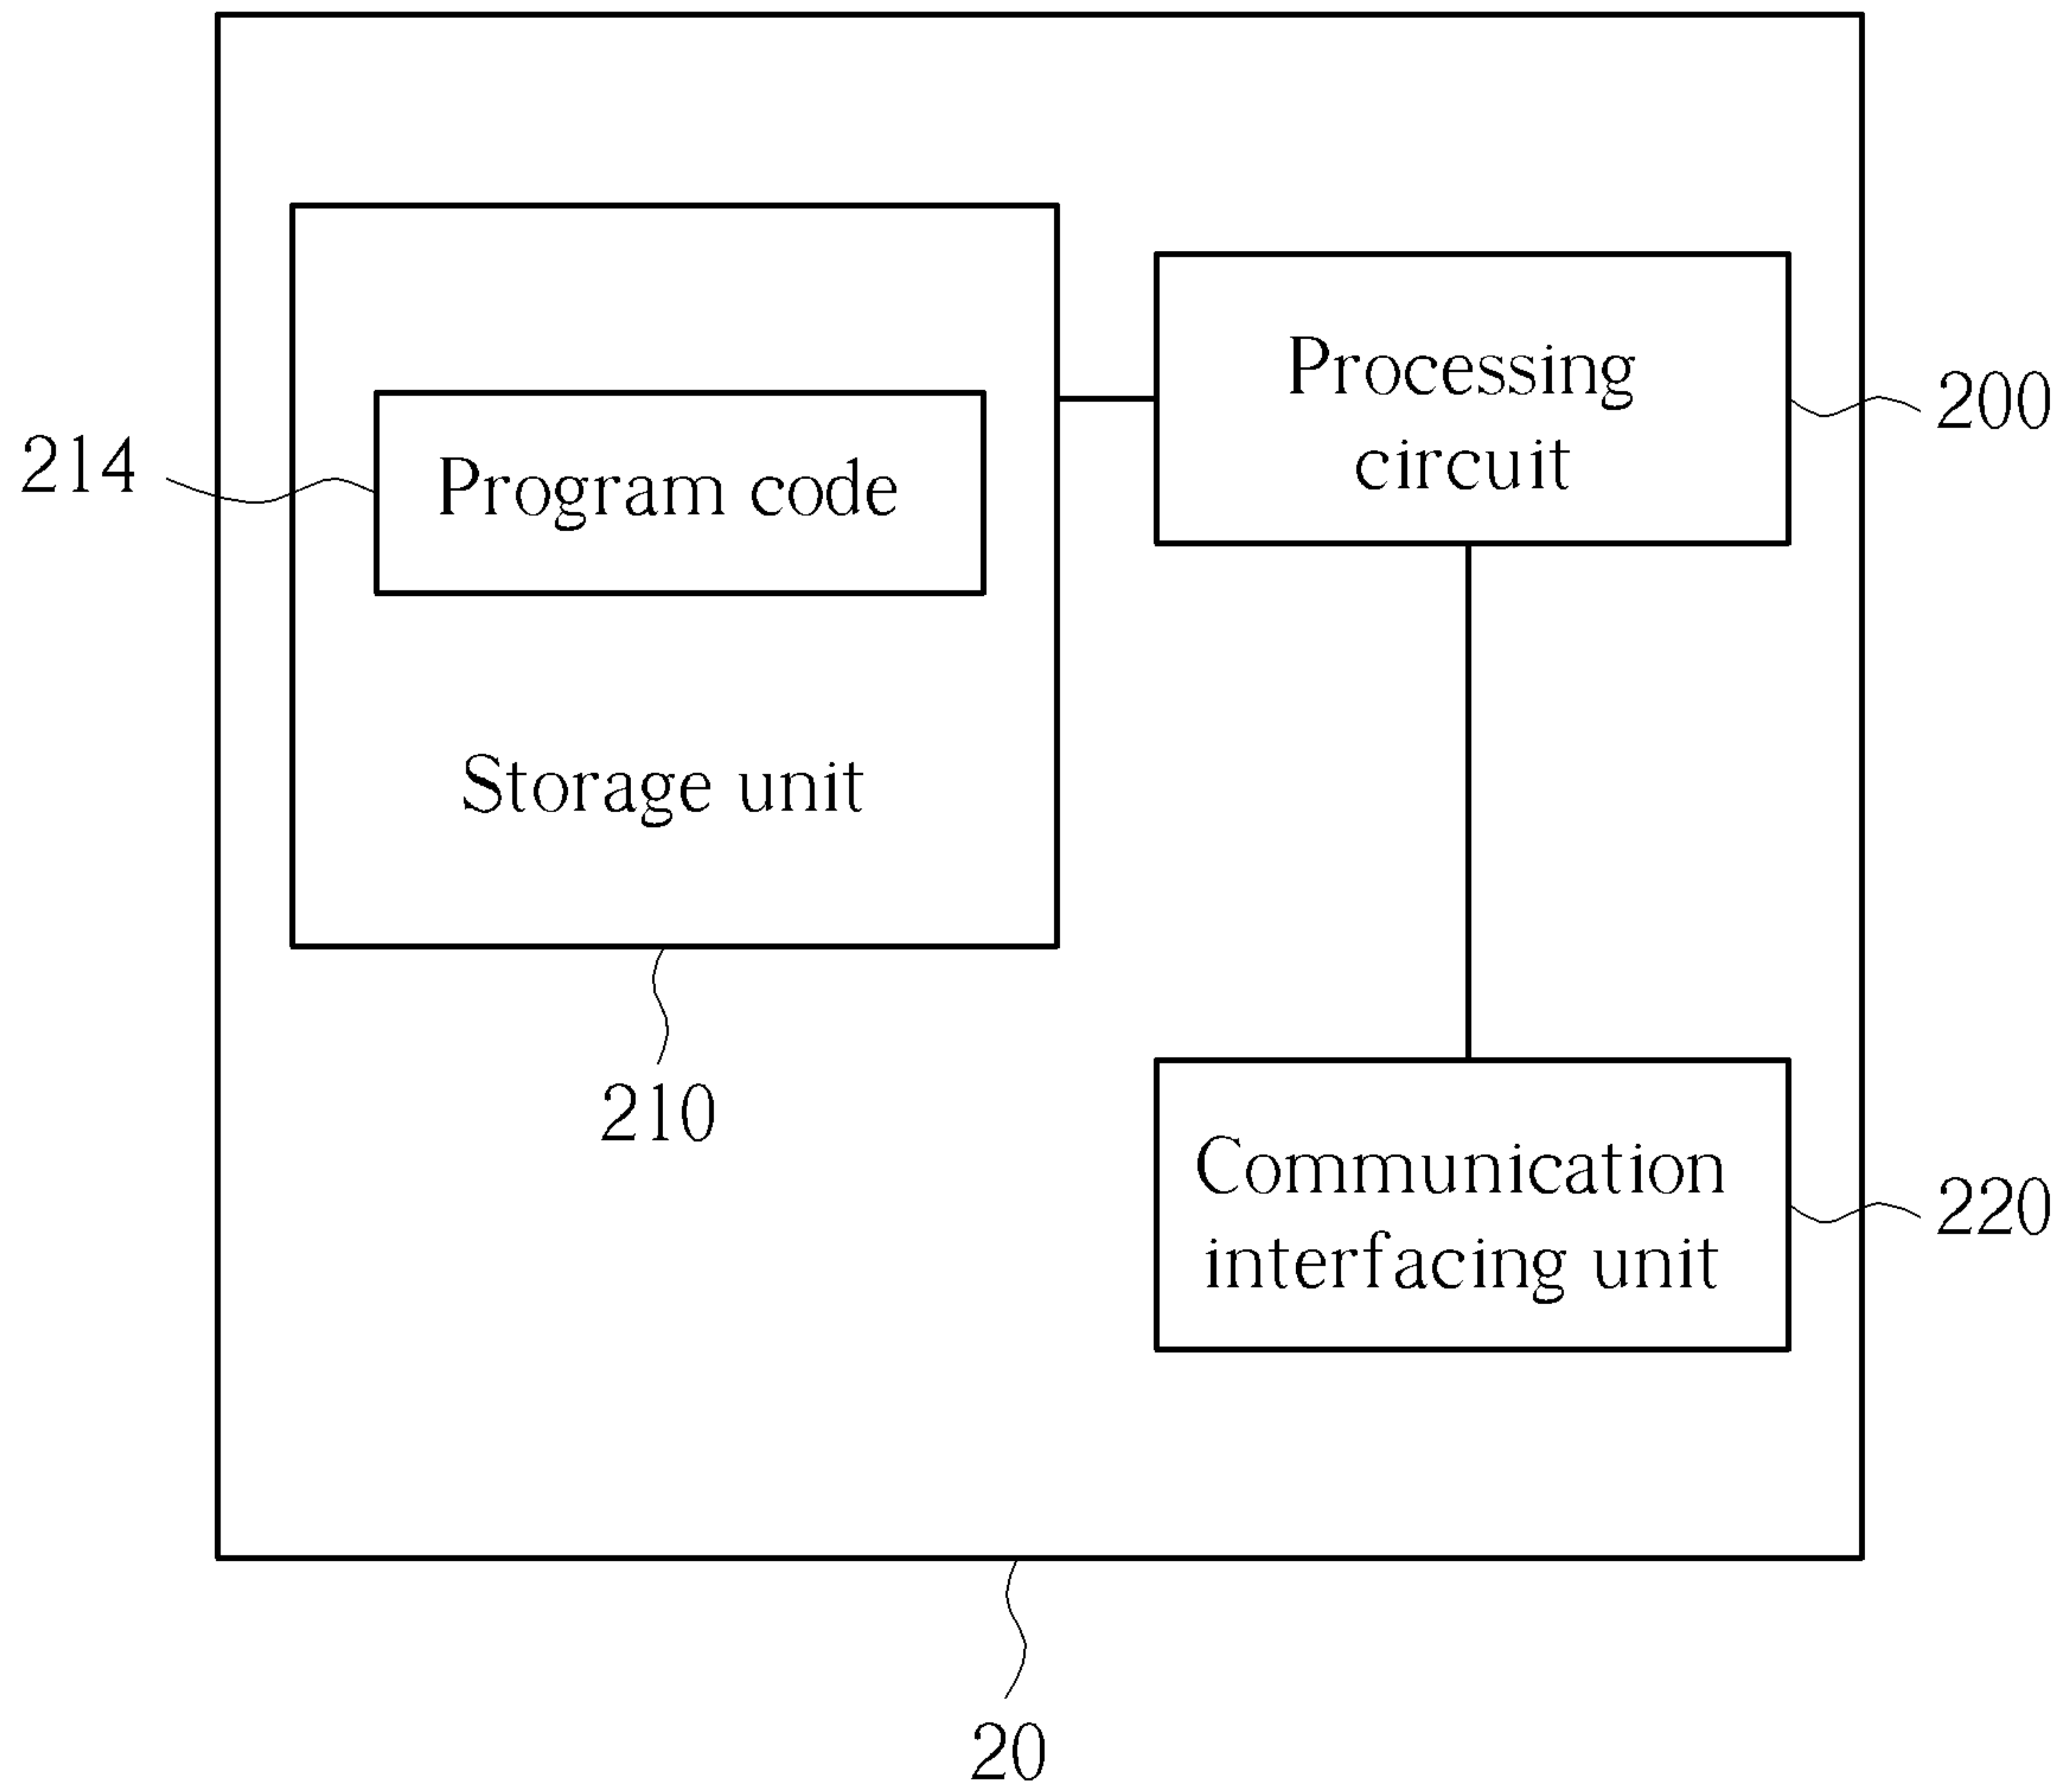 Processing
circuit
200
214
Program code
Storage unit
210
Communication
interfacing unit
220
20